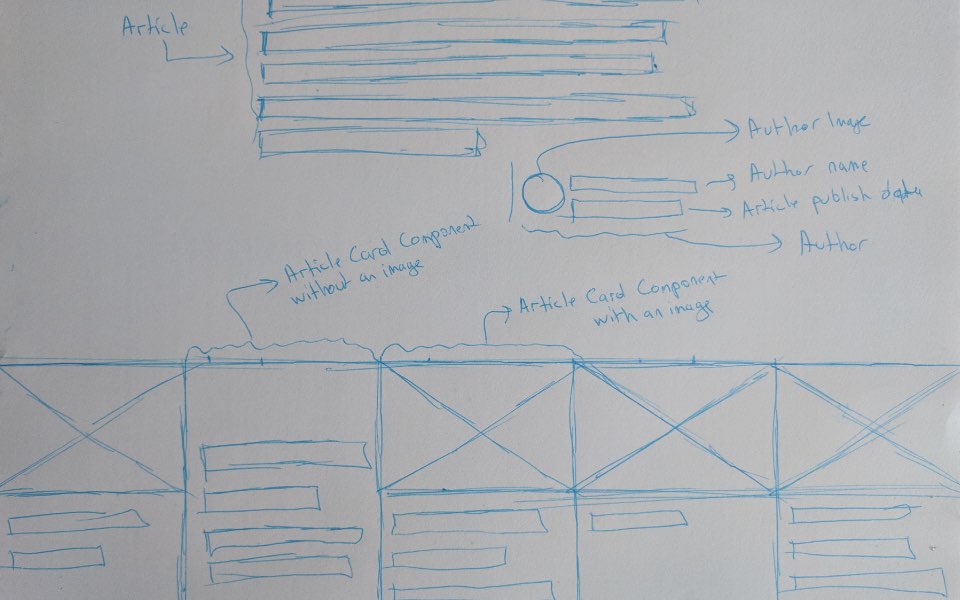 Article
Author Image
Author name
Article publish data
Author
Article Card Component
without an image
Article Card Component
with an image